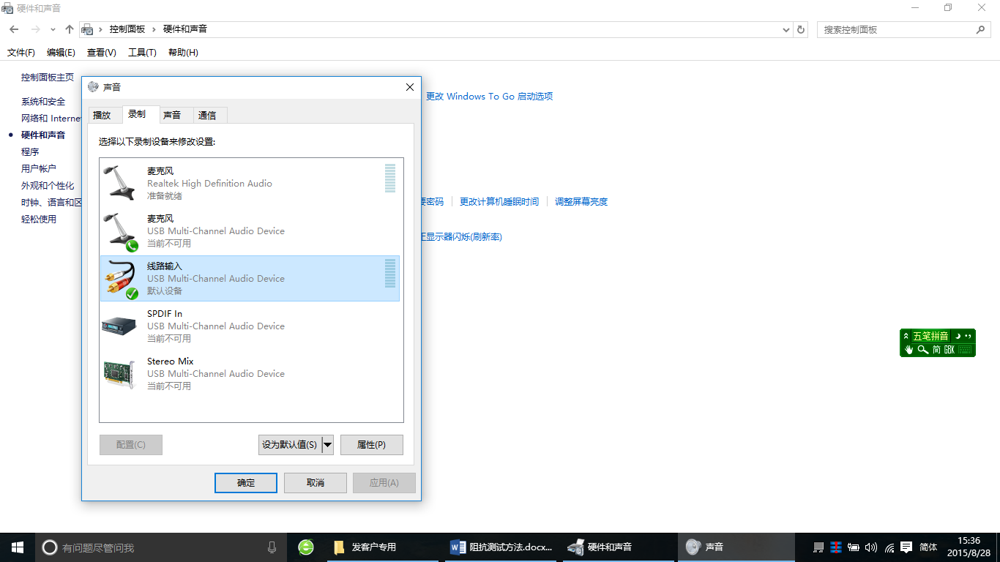 硬件和声音
控制面板 › 硬件和声音
搜索控制面板
文件(F) 编辑(E) 查看(V) 工具(T) 帮助(H)
控制面板主页
系统和安全
网络和 Interne
硬件和声音
程序
用户帐户
外观和个性化
时钟、语言和区
轻松使用
更改 Windows To Go 启动选项
要密码 更改计算机睡眠时间 调整屏幕亮度
正显示器闪烁(刷新率)
声音
播放 录制 声音 通信
选择以下录制设备来修改设置:
麦克风
Realtek High Definition Audio
准备就绪
麦克风
USB Multi-Channel Audio Device
当前不可用
线路输入
USB Multi-Channel Audio Device
默认设备
SPDIF In
USB Multi-Channel Audio Device
当前不可用
Stereo Mix
USB Multi-Channel Audio Device
当前不可用
配置(C) 设为默认值(S) 属性(P)
确定 取消 应用(A)
五笔拼音
简 GBK
有问题尽管问我
发客户专用
阻抗测试方法.docx...
硬件和声音
声音
简体
15:36
2015/8/28